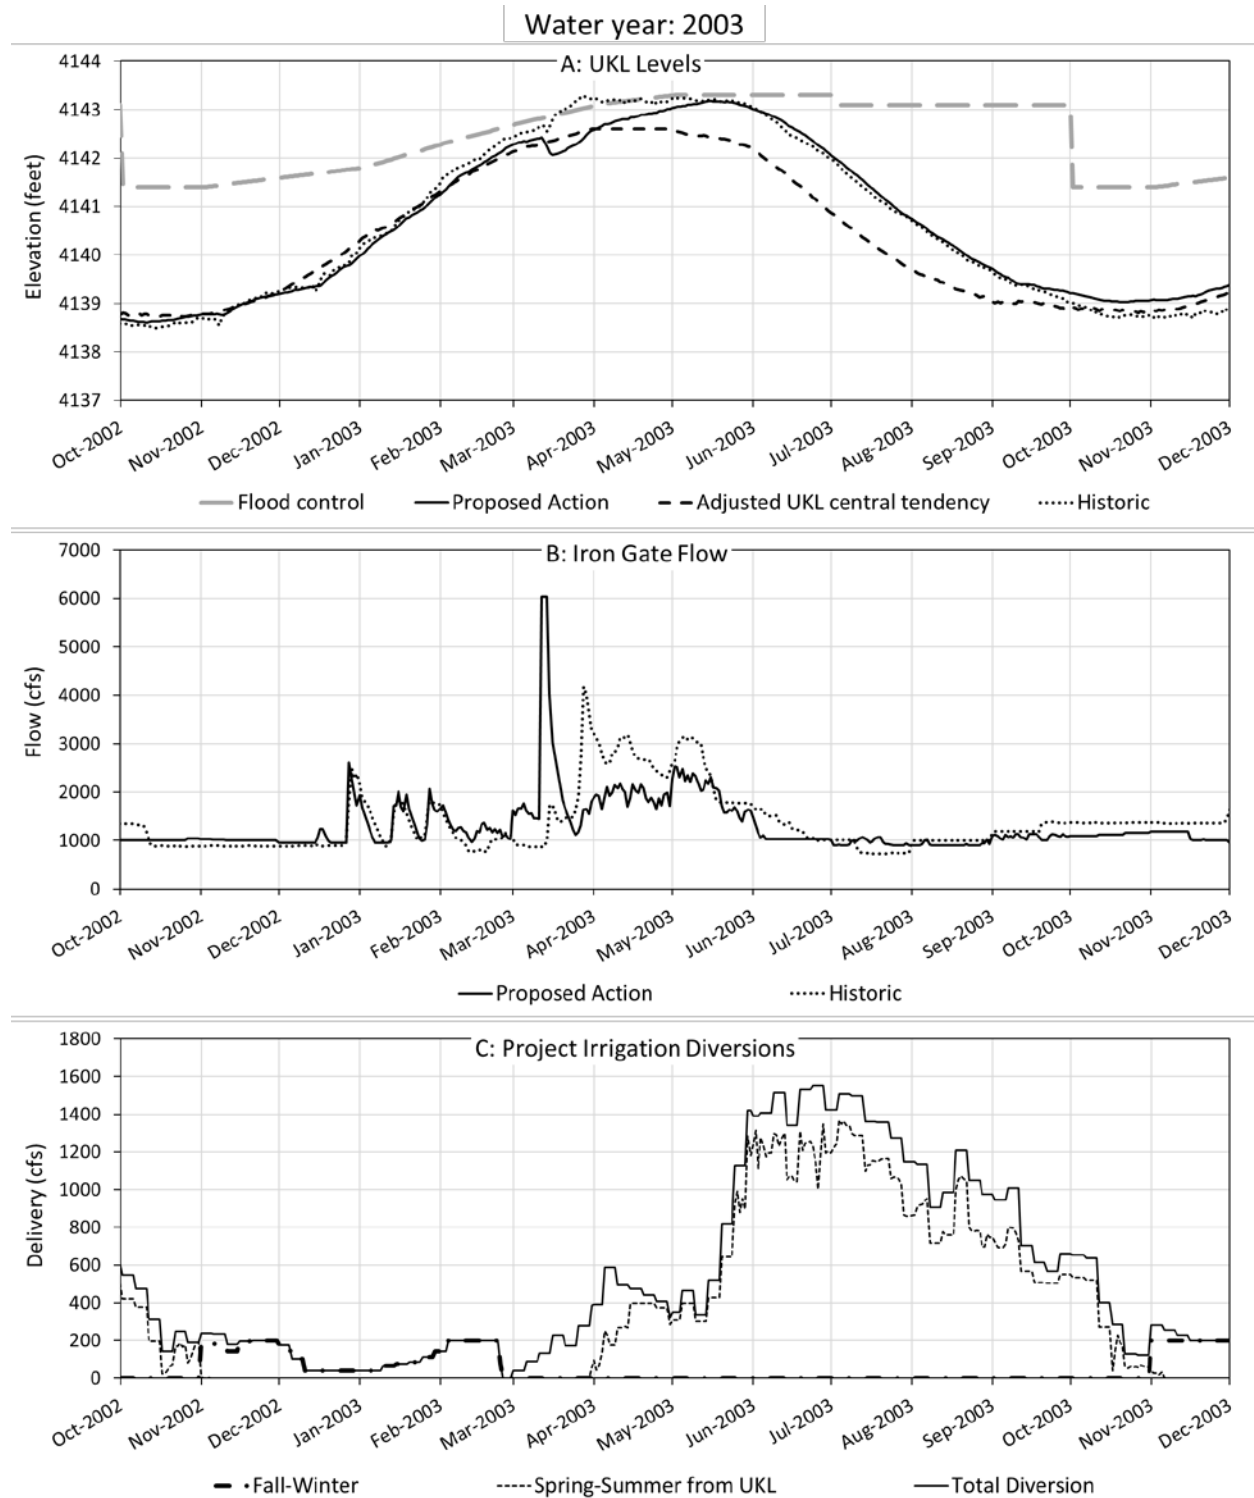 Water year: 2003
A: UKL Levels
Elevation (feet)
4144
4143
4142
4141
4140
4139
4138
4137
Oct-2002 Nov-2002 Dec-2002 Jan-2003 Feb-2003 Mar-2003 Apr-2003 May-2003 Jun-2003 Jul-2003 Aug-2003 Sep-2003 Oct-2003 Nov-2003 Dec-2003
Flood control Proposed Action Adjusted UKL central tendency Historic
B: Iron Gate Flow
Flow (cfs)
7000
6000
5000
4000
3000
2000
1000
0
Oct-2002 Nov-2002 Dec-2002 Jan-2003 Feb-2003 Mar-2003 Apr-2003 May-2003 Jun-2003 Jul-2003 Aug-2003 Sep-2003 Oct-2003 Nov-2003 Dec-2003
Proposed Action Historic
C: Project Irrigation Diversions
Delivery (cfs)
1800
1600
1400
1200
1000
800
600
400
200
0
Oct-2002 Nov-2002 Dec-2002 Jan-2003 Feb-2003 Mar-2003 Apr-2003 May-2003 Jun-2003 Jul-2003 Aug-2003 Sep-2003 Oct-2003 Nov-2003 Dec-2003
Fall-Winter Spring-Summer from UKL Total Diversion